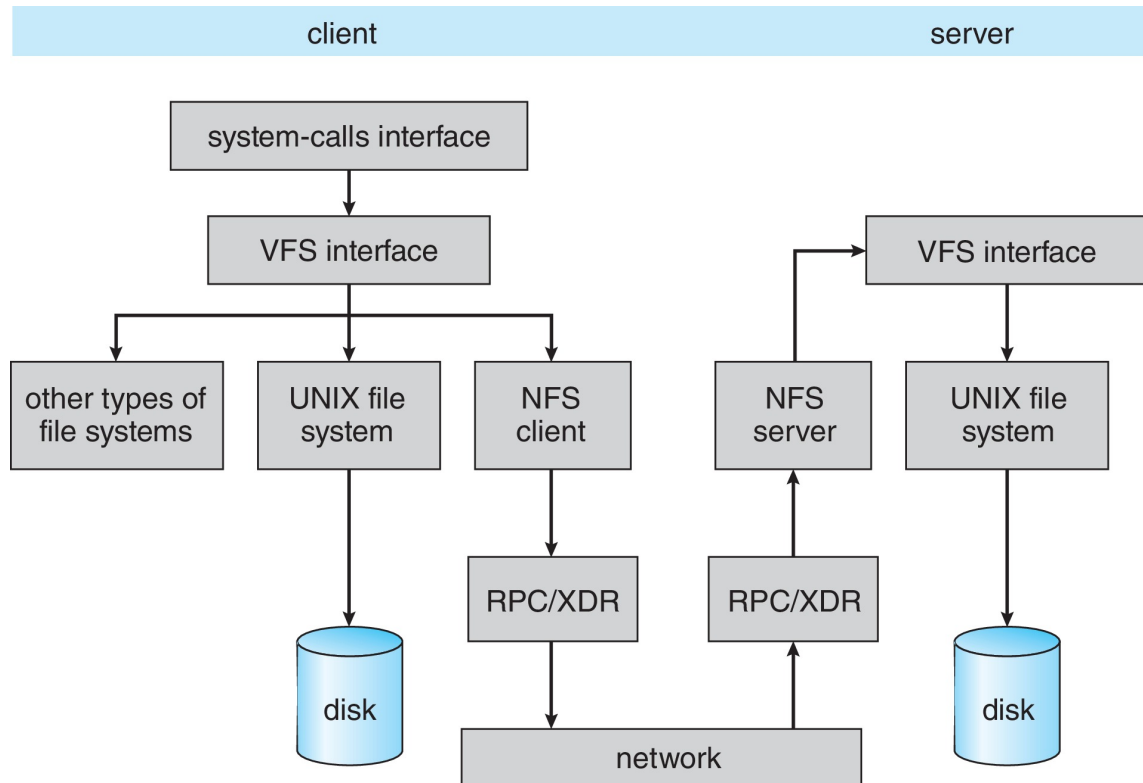 client
server
system-calls interface
VFS interface
VFS interface
other types of
file systems
UNIX file
system
NFS
client
NFS
server
UNIX file
system
RPC/XDR
RPC/XDR
disk
disk
network